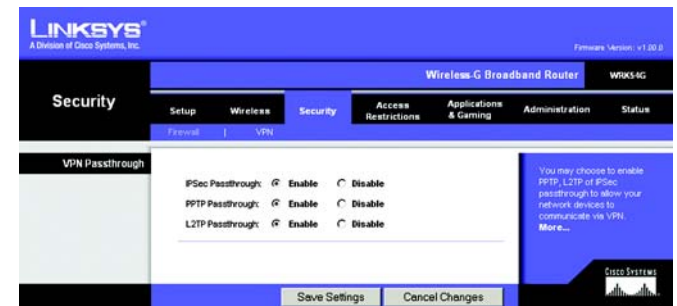 LINKSYS®
A Division of Cisco Systems, Inc.
Firmware Version: v1.00.0
Wireless-G Broadband Router WRK54G
Security
Setup Wireless Security Access Restrictions Applications & Gaming Administration Status
Firewall | VPN
VPN Passthrough
IPSec Passthrough: Enable Disable
PPTP Passthrough: Enable Disable
L2TP Passthrough: Enable Disable
You may choose to enable
PPTP, L2TP or IPSec
passthrough to allow your
network devices to
communicate via VPN.
More...
CISCO SYSTEMS
Save Settings Cancel Changes